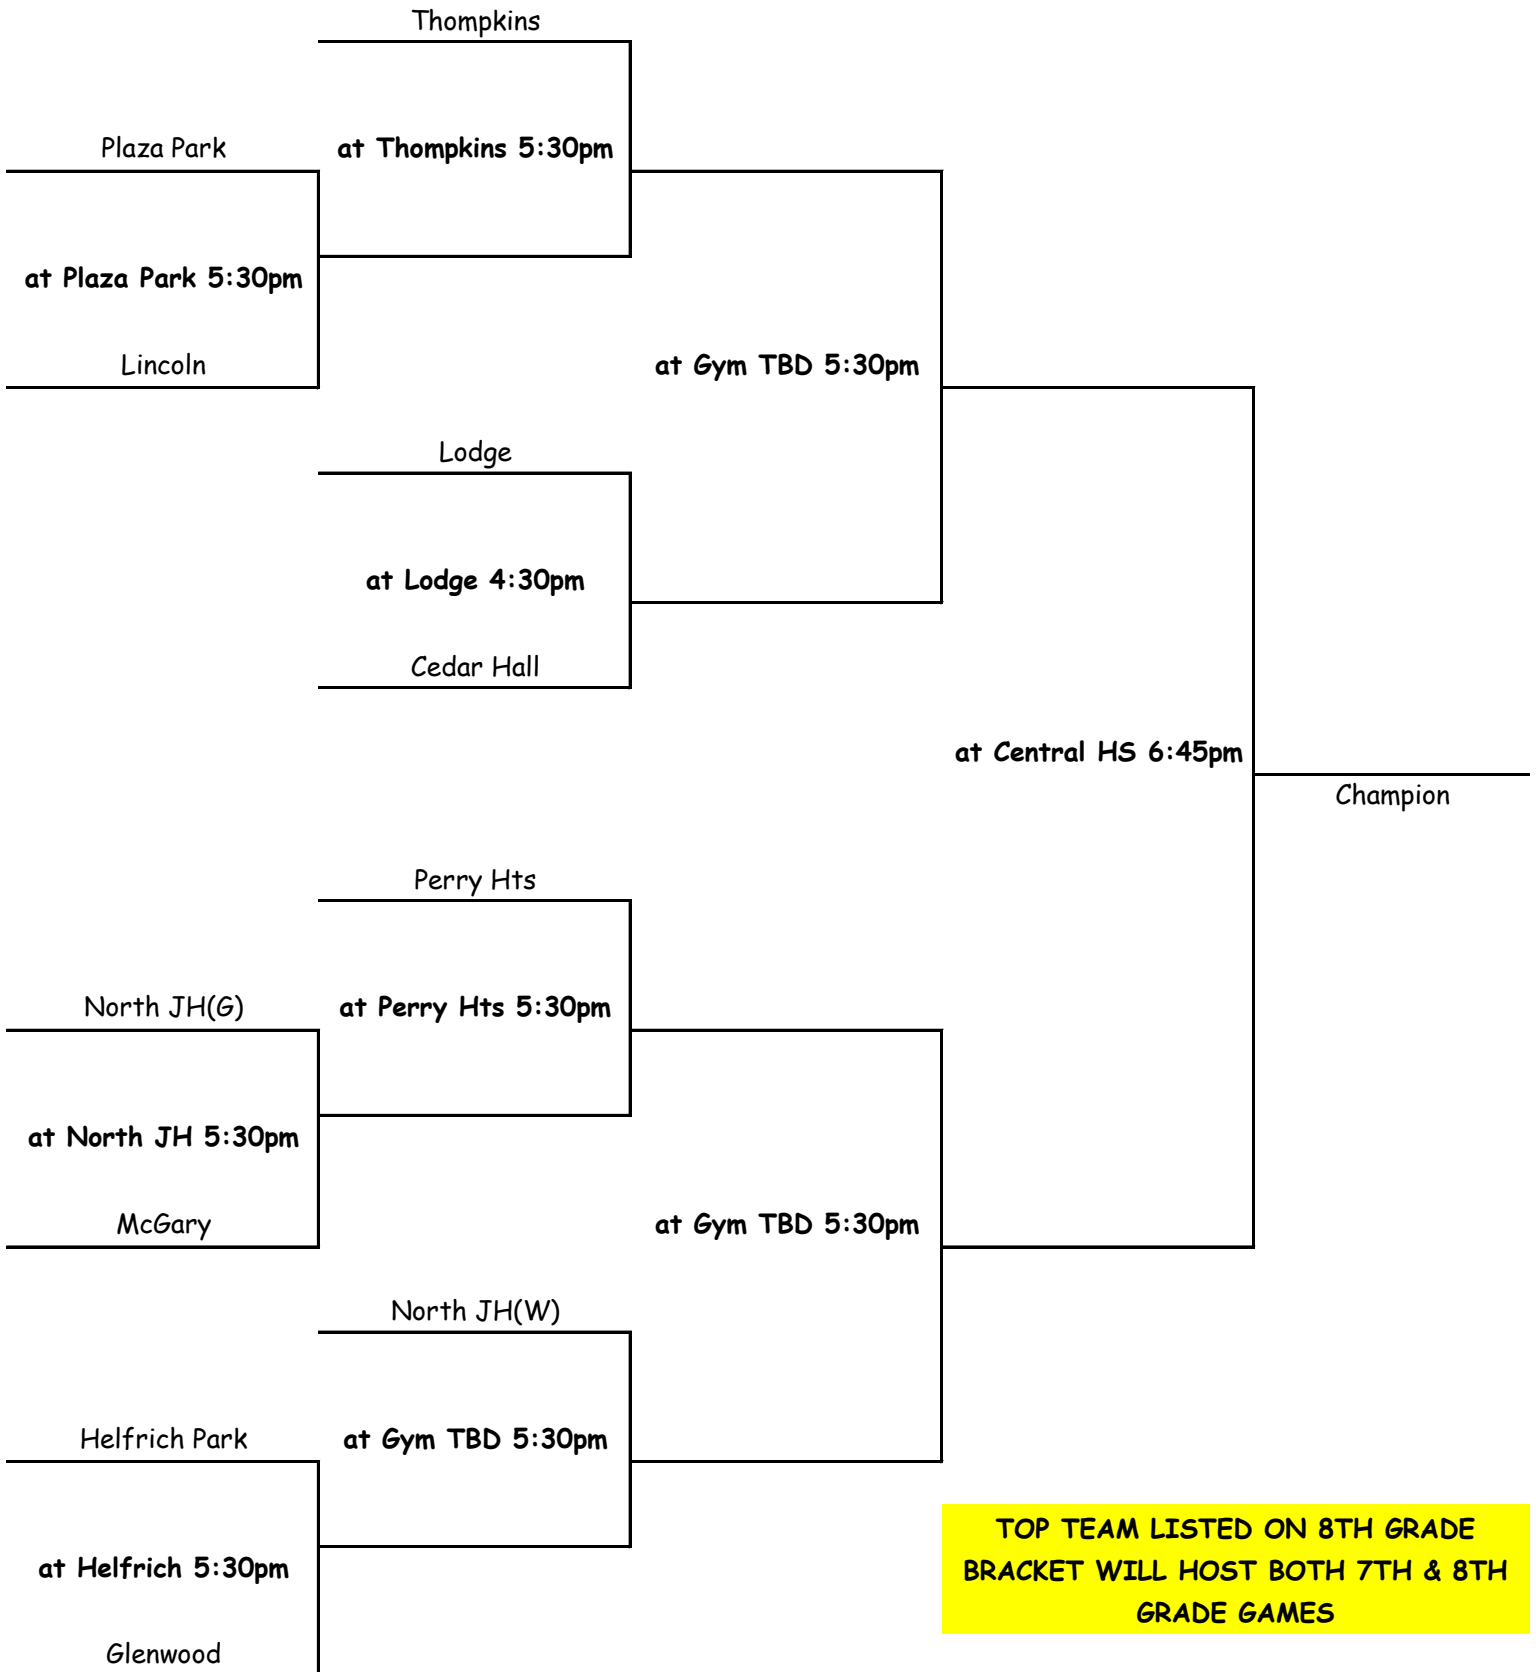 Thompkins
Plaza Park
at Thompkins 5:30pm
at Plaza Park 5:30pm
Lincoln
at Gym TBD 5:30pm
Lodge
at Lodge 4:30pm
Cedar Hall
at Central HS 6:45pm
Champion
Perry Hts
North JH(G)
at Perry Hts 5:30pm
at North JH 5:30pm
McGary
at Gym TBD 5:30pm
North JH(W)
Helfrich Park
at Gym TBD 5:30pm
TOP TEAM LISTED ON 8TH GRADE
BRACKET WILL HOST BOTH 7TH & 8TH
GRADE GAMES
at Helfrich 5:30pm
Glenwood